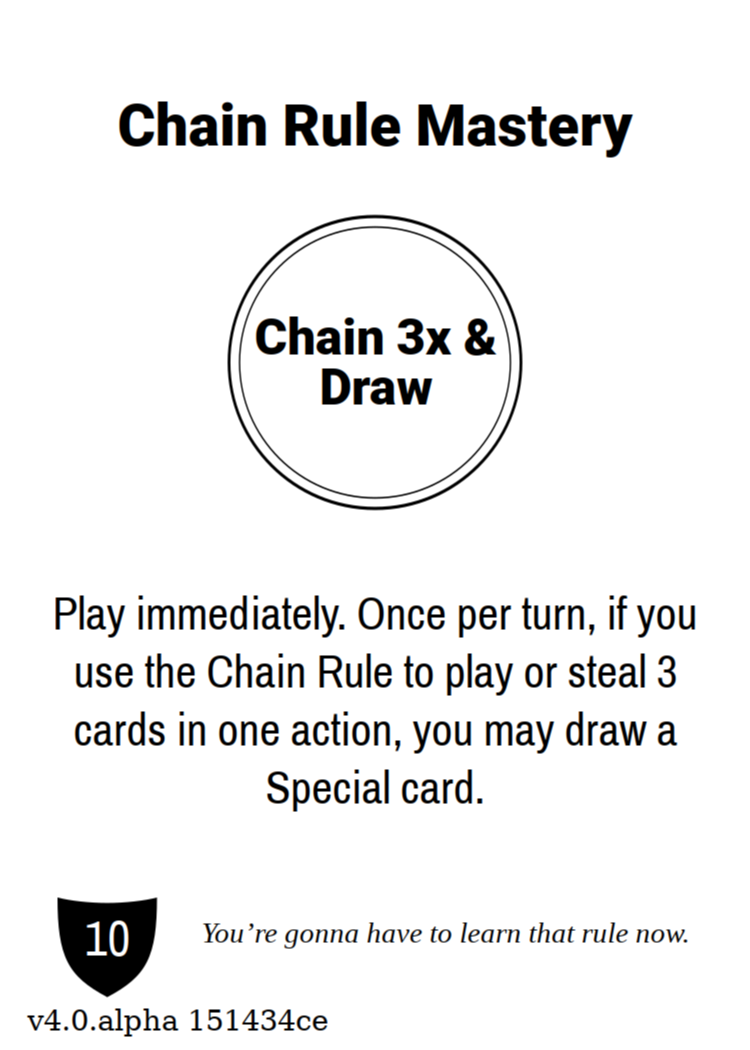 Chain Rule Mastery
Chain 3x &
Draw
Play immediately. Once per turn, if you
use the Chain Rule to play or steal 3
cards in one action, you may draw a
Special card.
10
You’re gonna have to learn that rule now.
v4.0.alpha 151434ce